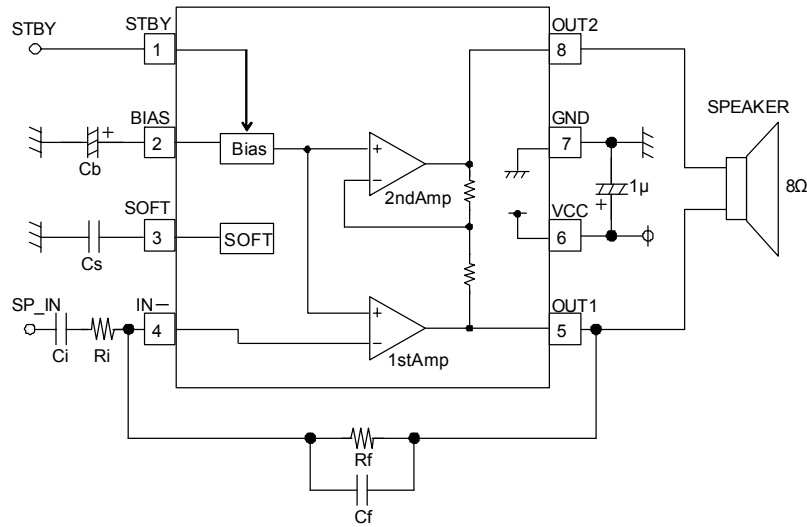 STBY
STBY
1
OUT2
8
BIAS
2
+
Cb
Bias
+
−
2ndAmp
GND
7
1μ
+
SPEAKER
8Ω
SOFT
3
Cs
SOFT
VCC
6
SP_IN
Ci
Ri
IN−
4
+
−
1stAmp
OUT1
5
Rf
Cf